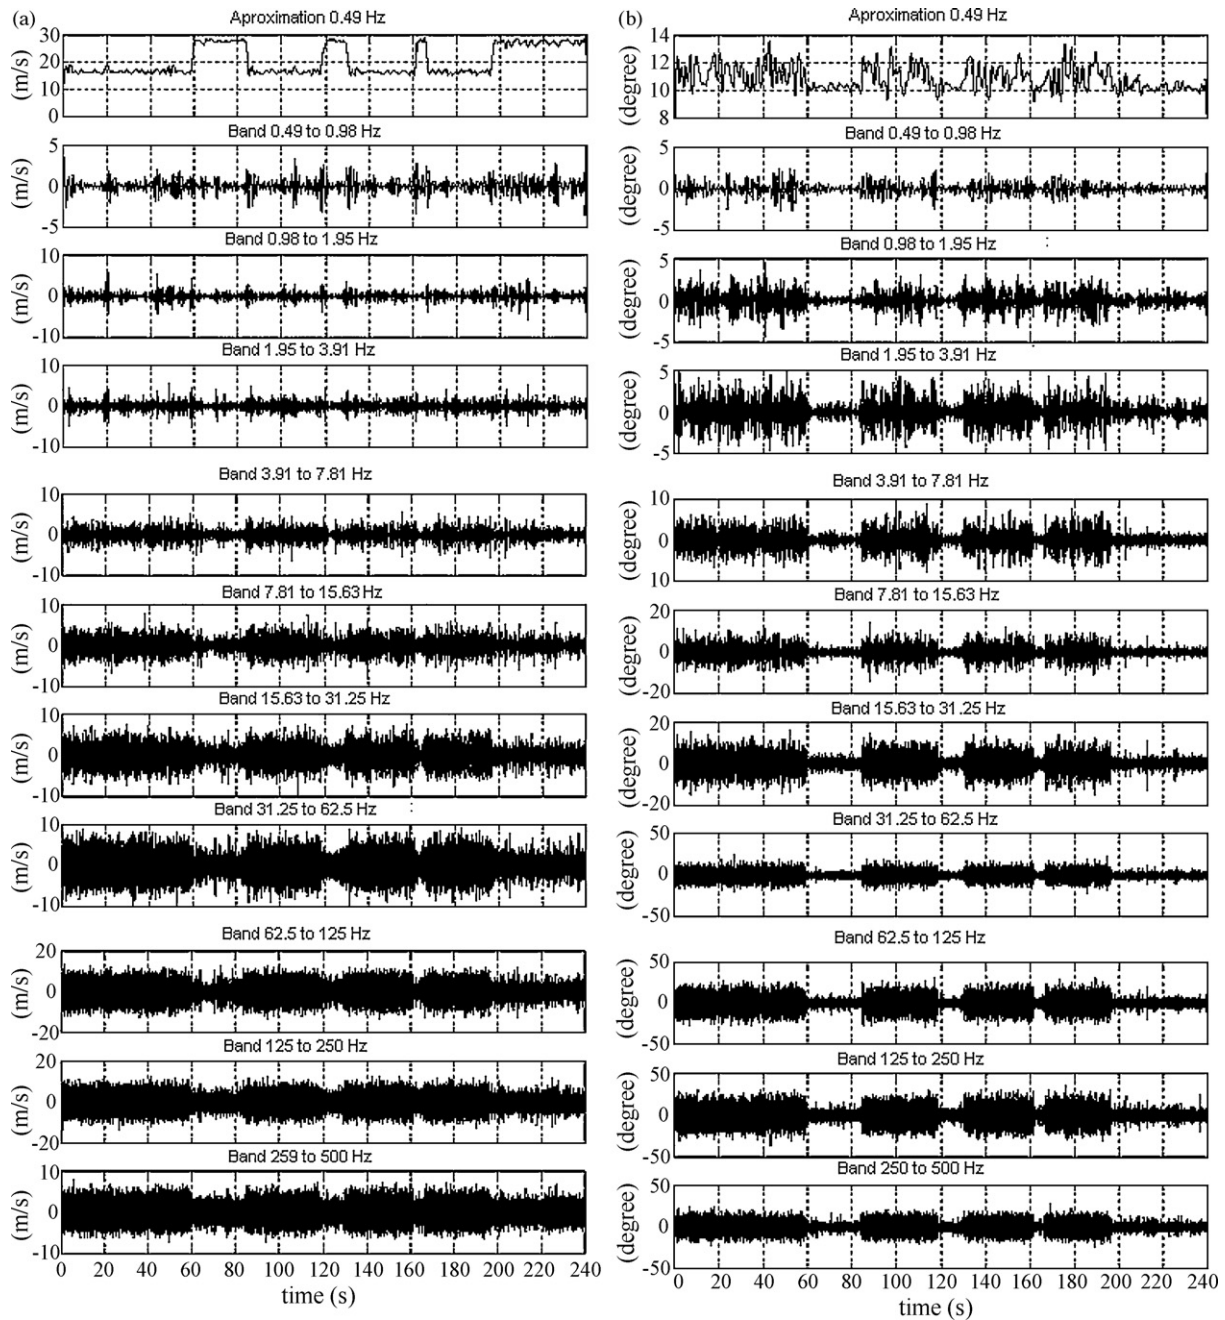 (a)
Aproximation 0.49 Hz
30
20
10
0
(m/s)
Band 0.49 to 0.98 Hz
5
0
-5
(m/s)
Band 0.98 to 1.95 Hz
10
0
-10
(m/s)
Band 1.95 to 3.91 Hz
10
0
-10
(m/s)
Band 3.91 to 7.81 Hz
10
0
-10
(m/s)
Band 7.81 to 15.63 Hz
10
0
-10
(m/s)
Band 15.63 to 31.25 Hz
10
0
-10
(m/s)
Band 31.25 to 62.5 Hz
10
0
-10
(m/s)
Band 62.5 to 125 Hz
20
0
-20
(m/s)
Band 125 to 250 Hz
20
0
-20
(m/s)
Band 259 to 500 Hz
10
0
-10
(m/s)
0 20 40 60 80 100 120 140 160 180 200 220 240
time (s)
(b)
Approximation 0.49 Hz
14
12
10
8
(degree)
Band 0.49 to 0.98 Hz
5
0
-5
(degree)
Band 0.98 to 1.95 Hz
5
0
-5
(degree)
Band 1.95 to 3.91 Hz
5
0
-5
(degree)
Band 3.91 to 7.81 Hz
10
0
10
(degree)
Band 7.81 to 15.63 Hz
20
0
-20
(degree)
Band 15.63 to 31.25 Hz
20
0
-20
(degree)
Band 31.25 to 62.5 Hz
50
0
-50
(degree)
Band 62.5 to 125 Hz
50
0
-50
(degree)
Band 125 to 250 Hz
50
0
-50
(degree)
Band 250 to 500 Hz
50
0
-50
(degree)
0 20 40 60 80 100 120 140 160 180 200 220 240
time (s)